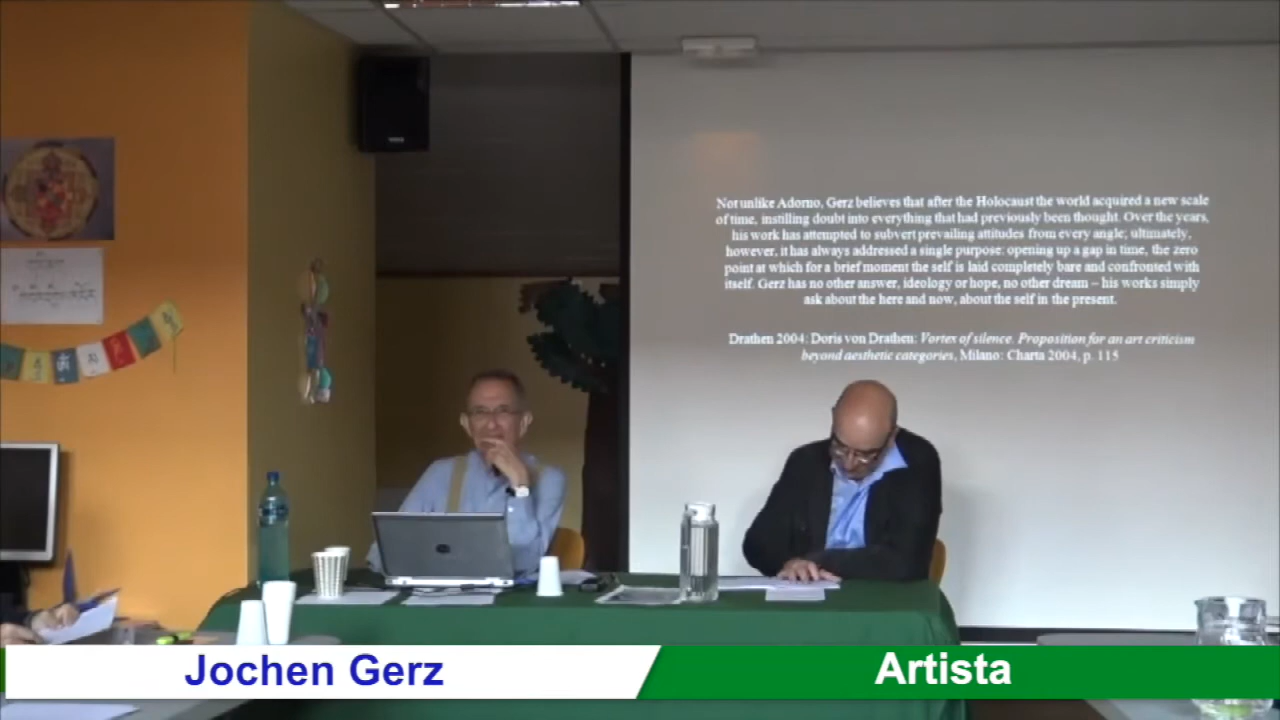 Not unlike Adorno, Gerz believes that after the Holocaust the world acquired a new scale
of time, instilling doubt into everything that had previously been thought. Over the years,
his work has attempted to subvert prevailing attitudes from every angle; ultimately,
however, it has always addressed a single purpose: opening up a gap in time, the zero
point at which for a brief moment the self is laid completely bare and confronted with
itself. Gerz has no other answer, ideology or hope, no other dream – his works simply
ask about the here and now, about the self in the present.
Drathen 2004: Doris von Drathen: Vortex of silence. Proposition for an art criticism
beyond aesthetic categories, Milano: Charta 2004, p. 115
Jochen Gerz
Artista